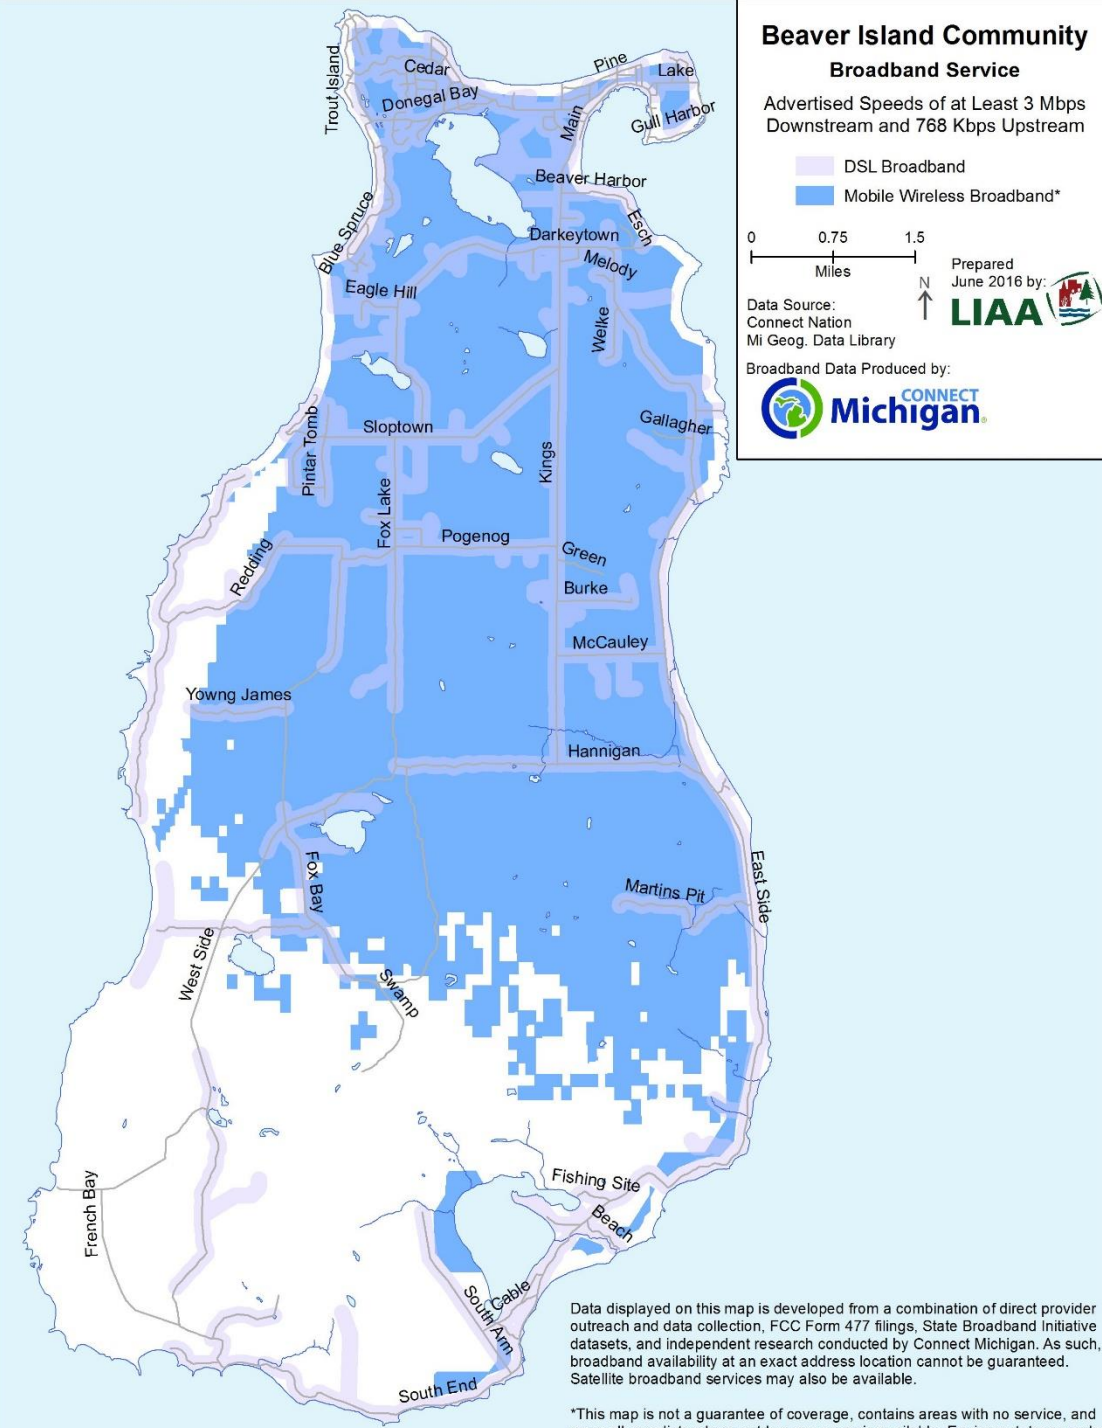 Beaver Island Community
Broadband Service
Advertised Speeds of at Least 3 Mbps
Downstream and 768 Kbps Upstream
DSL Broadband
Mobile Wireless Broadband*
0 0.75 1.5
Miles
N
Prepared
June 2016 by:
LIAA
Data Source:
Connect Nation
Mi Geog. Data Library
Broadband Data Produced by:
CONNECT
Michigan®
Trout Island
Cedar
Donegal Bay
Pine
Lake
Main
Gull Harbor
Beaver Harbor
Blue Spruce
Esch
Darkeytown
Melody
Eagle Hill
Welke
Pintar Tomb
Sloptown
Gallagher
Kings
Fox Lake
Redding
Pogenog
Green
Burke
McCauley
Yowng James
Hannigan
Fox Bay
Martins Pit
East Side
West Side
Swamp
French Bay
Fishing Site
Beach
Cable
South Arm
South End
Data displayed on this map is developed from a combination of direct provider
outreach and data collection, FCC Form 477 filings, State Broadband Initiative
datasets, and independent research conducted by Connect Michigan. As such,
broadband availability at an exact address location cannot be guaranteed.
Satellite broadband services may also be available.
*This map is not a guarantee of coverage, contains areas with no service, and